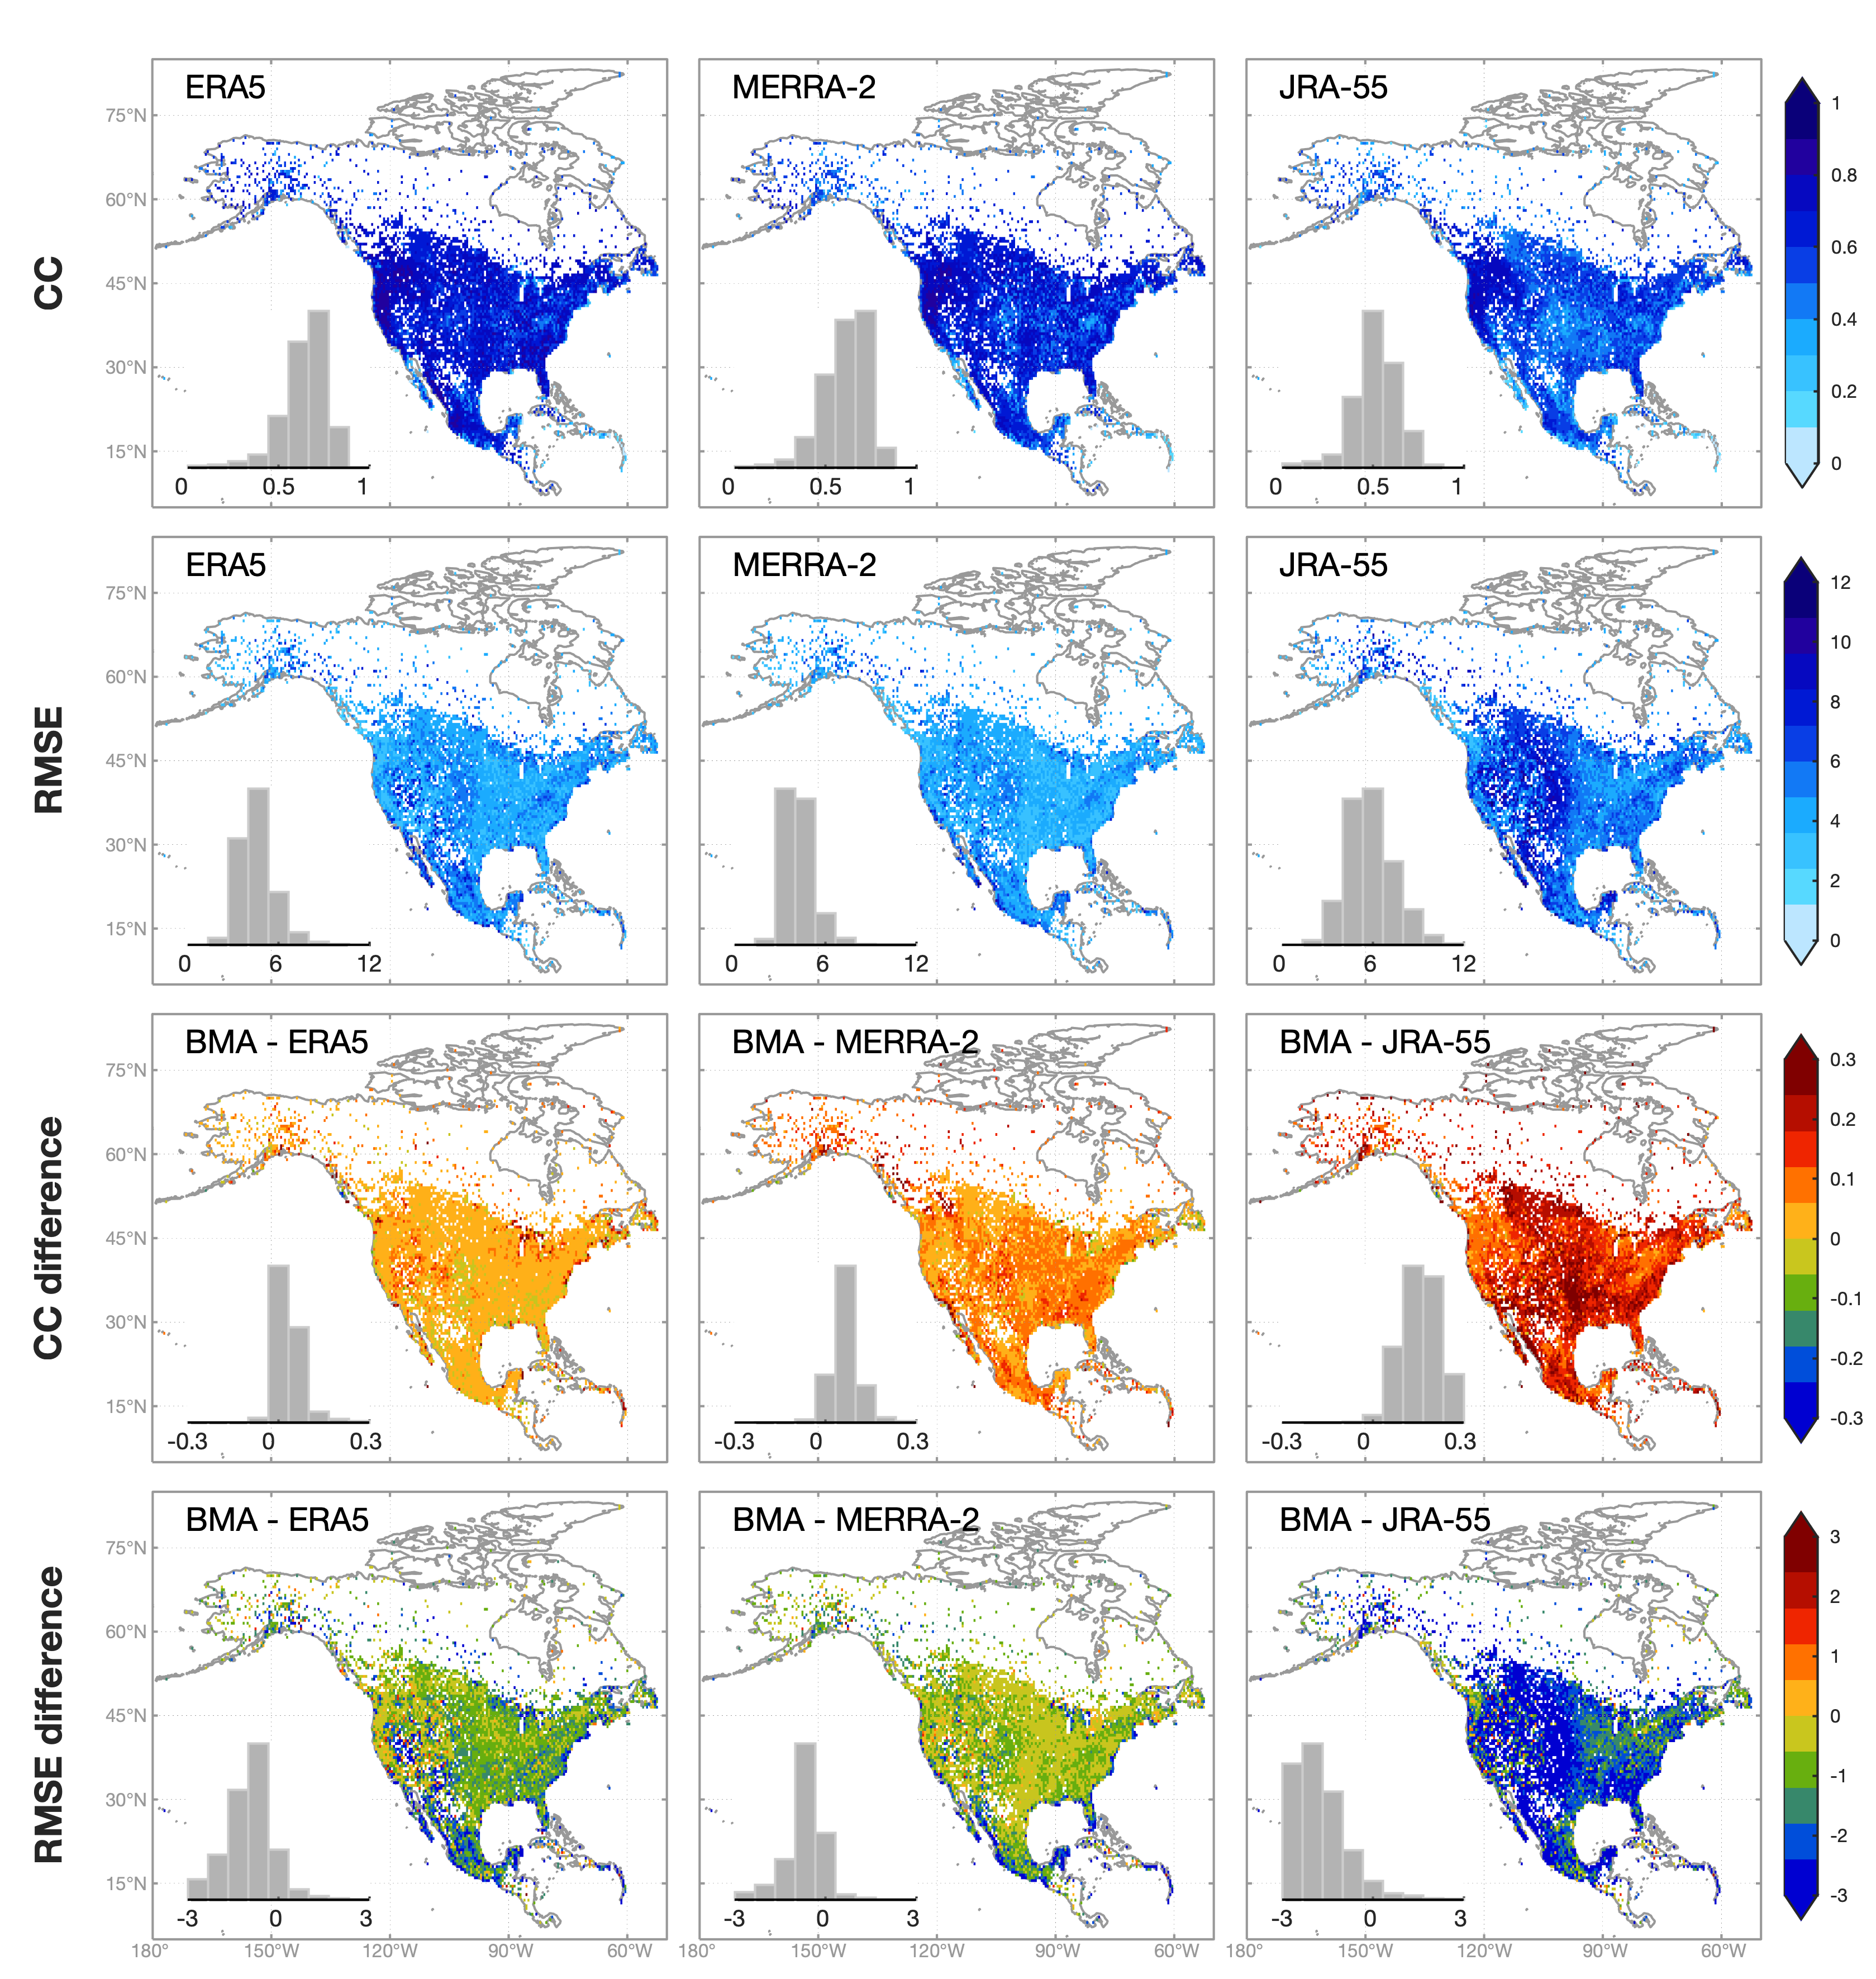 ERA5 MERRA-2 JRA-55
CC
75°N
60°N
45°N
30°N
15°N
0 0.5 1 0 0.5 1 0 0.5 1
1
0.8
0.6
0.4
0.2
0
ERA5 MERRA-2 JRA-55
RMSE
75°N
60°N
45°N
30°N
15°N
0 6 12 0 6 12 0 6 12
12
10
8
6
4
2
0
BMA - ERA5 BMA - MERRA-2 BMA - JRA-55
CC difference
75°N
60°N
45°N
30°N
15°N
-0.3 0 0.3 -0.3 0 0.3 -0.3 0 0.3
0.3
0.2
0.1
0
-0.1
-0.2
-0.3
BMA - ERA5 BMA - MERRA-2 BMA - JRA-55
RMSE difference
75°N
60°N
45°N
30°N
15°N
-3 0 3 -3 0 3 -3 0 3
3
2
1
0
-1
-2
-3
180° 150°W 120°W 90°W 60°W 180° 150°W 120°W 90°W 60°W 180° 150°W 120°W 90°W 60°W